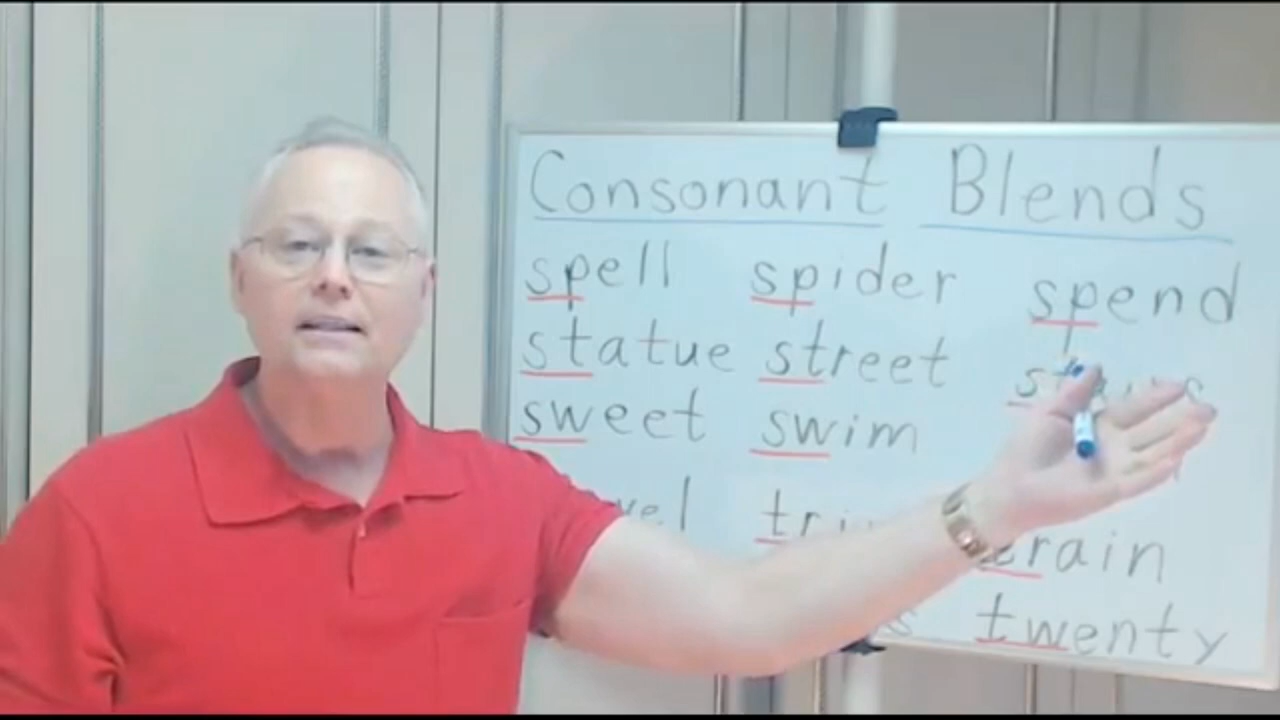 Consonant Blends
spell spider spend
statue street
sweet swim
train
twenty